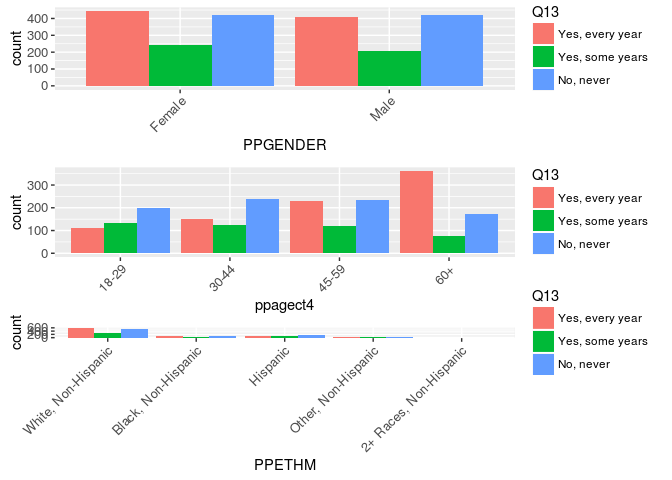 count
400
300
200
100
0
Female
Male
PPGENDER
Q13
Yes, every year
Yes, some years
No, never
count
300
200
100
0
18-29
30-44
45-59
60+
ppagect4
Q13
Yes, every year
Yes, some years
No, never
count
600
200
0
White, Non-Hispanic
Black, Non-Hispanic
Hispanic
Other, Non-Hispanic
2+ Races, Non-Hispanic
PPETHM
Q13
Yes, every year
Yes, some years
No, never